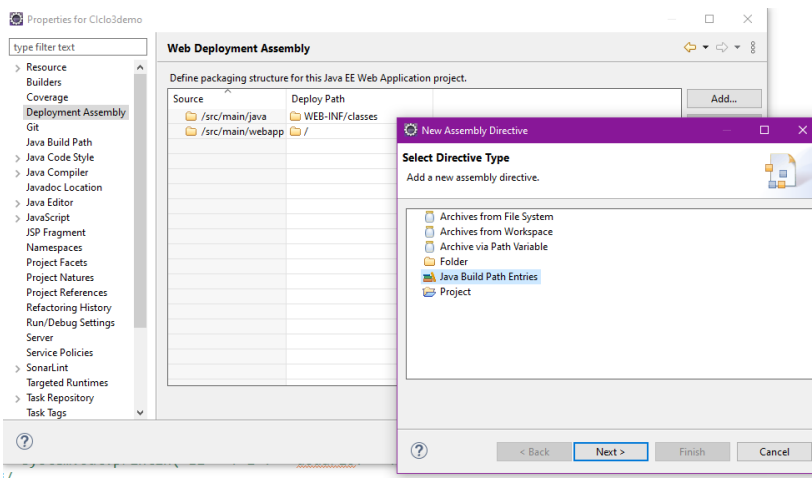 Properties for CIclo3demo
type filter text
Resource
Builders
Coverage
Deployment Assembly
Git
Java Build Path
Java Code Style
Java Compiler
Javadoc Location
Java Editor
JavaScript
JSP Fragment
Namespaces
Project Facets
Project Natures
Project References
Refactoring History
Run/Debug Settings
Server
Service Policies
SonarLint
Targeted Runtimes
Task Repository
Task Tags
Web Deployment Assembly
Define packaging structure for this Java EE Web Application project.
Source Deploy Path
/src/main/java WEB-INF/classes
/src/main/webapp /
Add...
New Assembly Directive
Select Directive Type
Add a new assembly directive.
Archives from File System
Archives from Workspace
Archive via Path Variable
Folder
Java Build Path Entries
Project
< Back Next > Finish Cancel